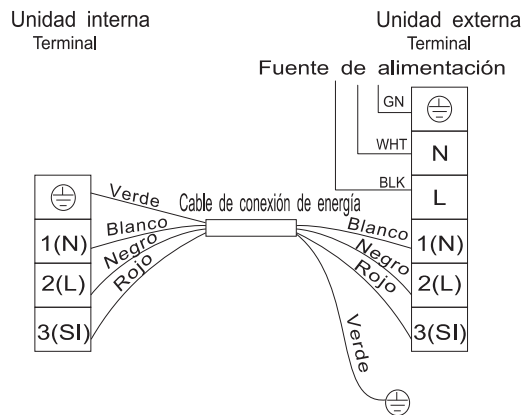 Unidad interna
Terminal
Unidad externa
Terminal
Fuente de alimentación
GN
WHT
N
BLK
L
Verde
Cable de conexión de energía
1(N)
Blanco
Blanco
1(N)
2(L)
Negro
Negro
2(L)
3(SI)
Rojo
Rojo
3(SI)
Verde